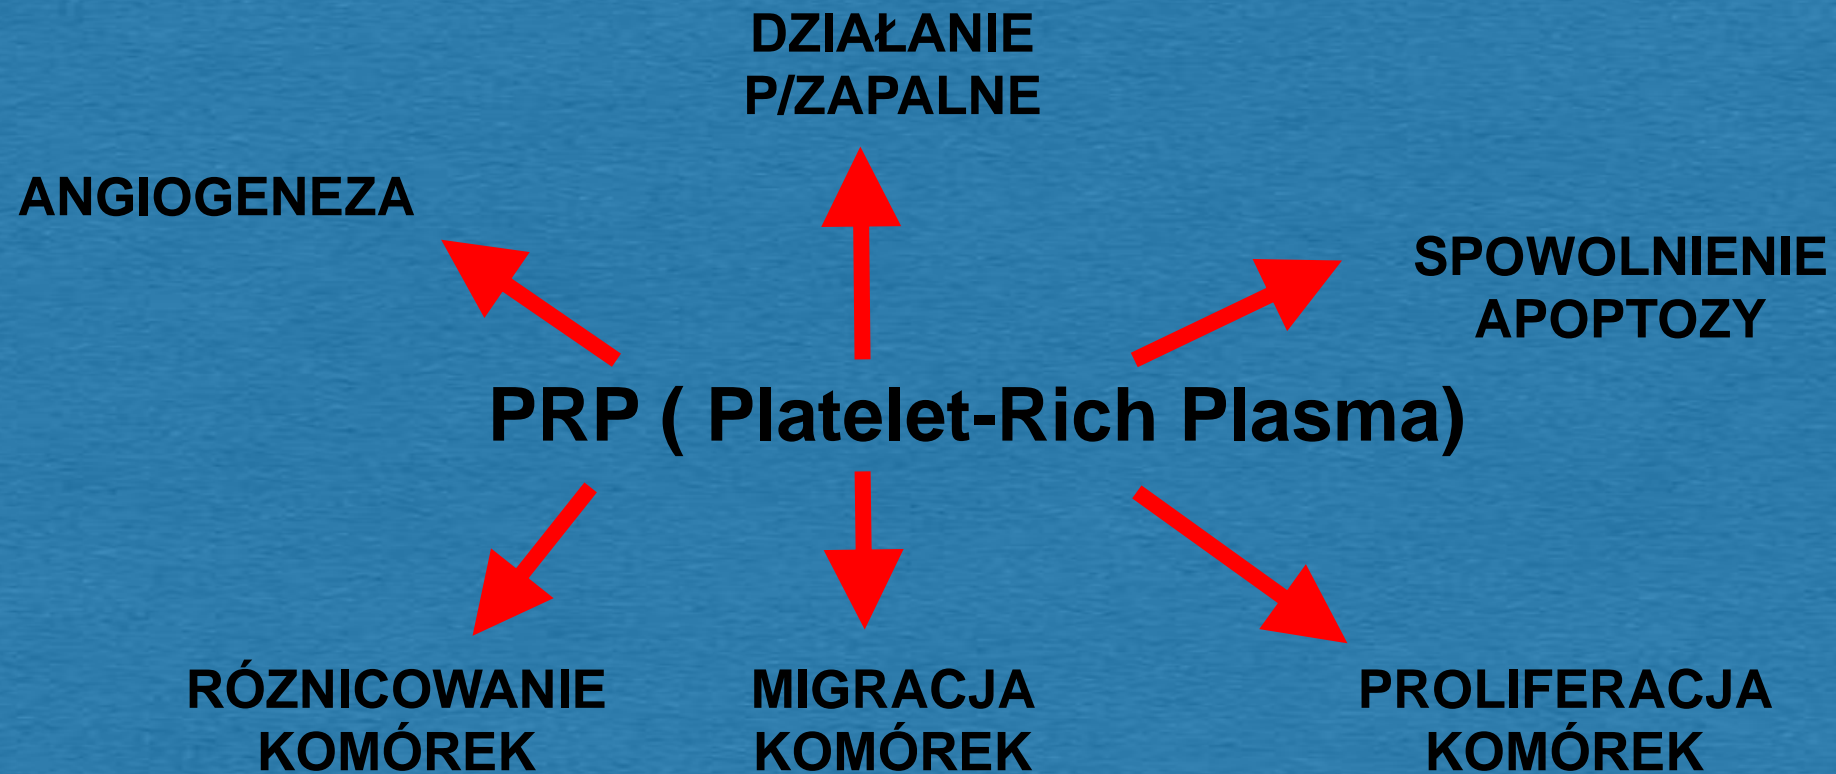 DZIAŁANIE
P/ZAPALNE
ANGIOGENEZA
SPOWOLNIENIE
APOPTOZY
PRP ( Platelet-Rich Plasma)
RÓZNICOWANIE
KOMÓREK
MIGRACJA
KOMÓREK
PROLIFERACJA
KOMÓREK